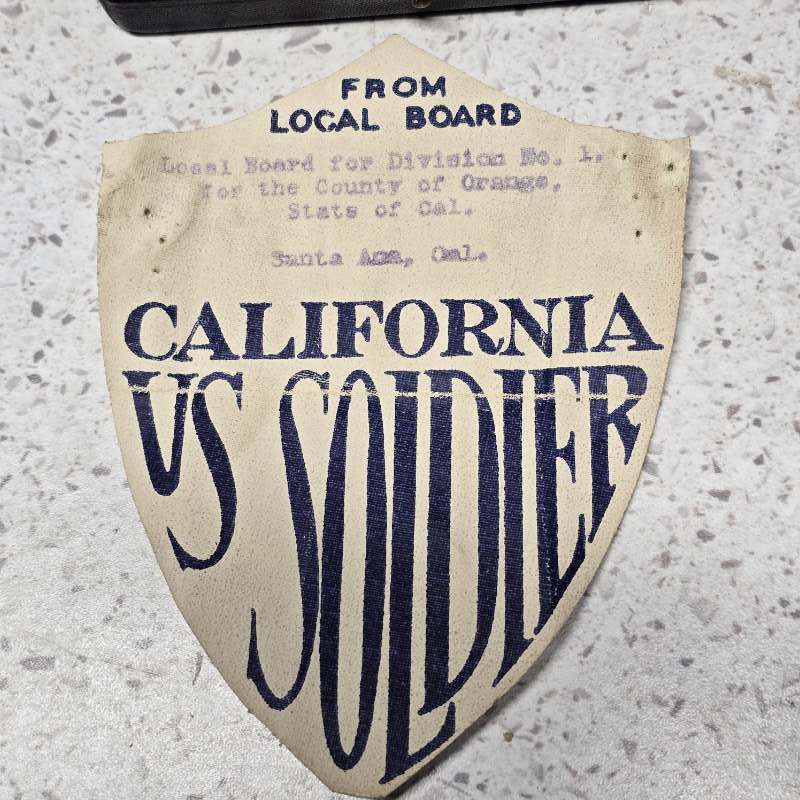 FROM
LOCAL BOARD
Local Board for Division No. 1.
for the County of Orange,
State of Cal.
Santa Ana, Cal.
CALIFORNIA
US SOLDIER